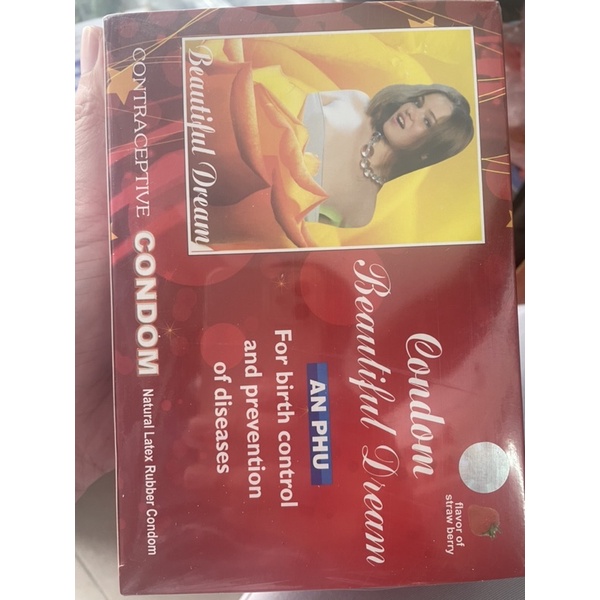 Beautiful Dream
Condom
Beautiful Dream
AN PHU
For birth control
and prevention
of diseases
flavor of
straw berry
CONTRACEPTIVE CONDOM Natural Latex Rubber Condom